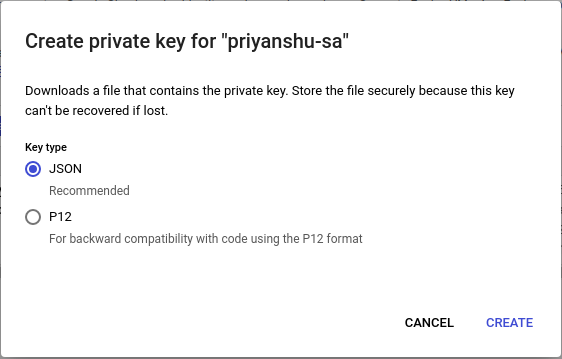 Create private key for "priyanshu-sa"
Downloads a file that contains the private key. Store the file securely because this key
can't be recovered if lost.
Key type
JSON
Recommended
P12
For backward compatibility with code using the P12 format
CANCEL CREATE